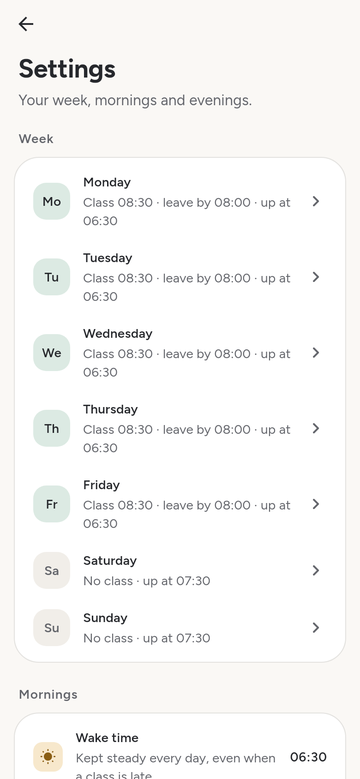 Settings
Your week, mornings and evenings.
Week
Mo
Monday
Class 08:30 · leave by 08:00 · up at
06:30
Tu
Tuesday
Class 08:30 · leave by 08:00 · up at
06:30
We
Wednesday
Class 08:30 · leave by 08:00 · up at
06:30
Th
Thursday
Class 08:30 · leave by 08:00 · up at
06:30
Fr
Friday
Class 08:30 · leave by 08:00 · up at
06:30
Sa
Saturday
No class · up at 07:30
Su
Sunday
No class · up at 07:30
Mornings
Wake time
Kept steady every day, even when
a class is late
06:30